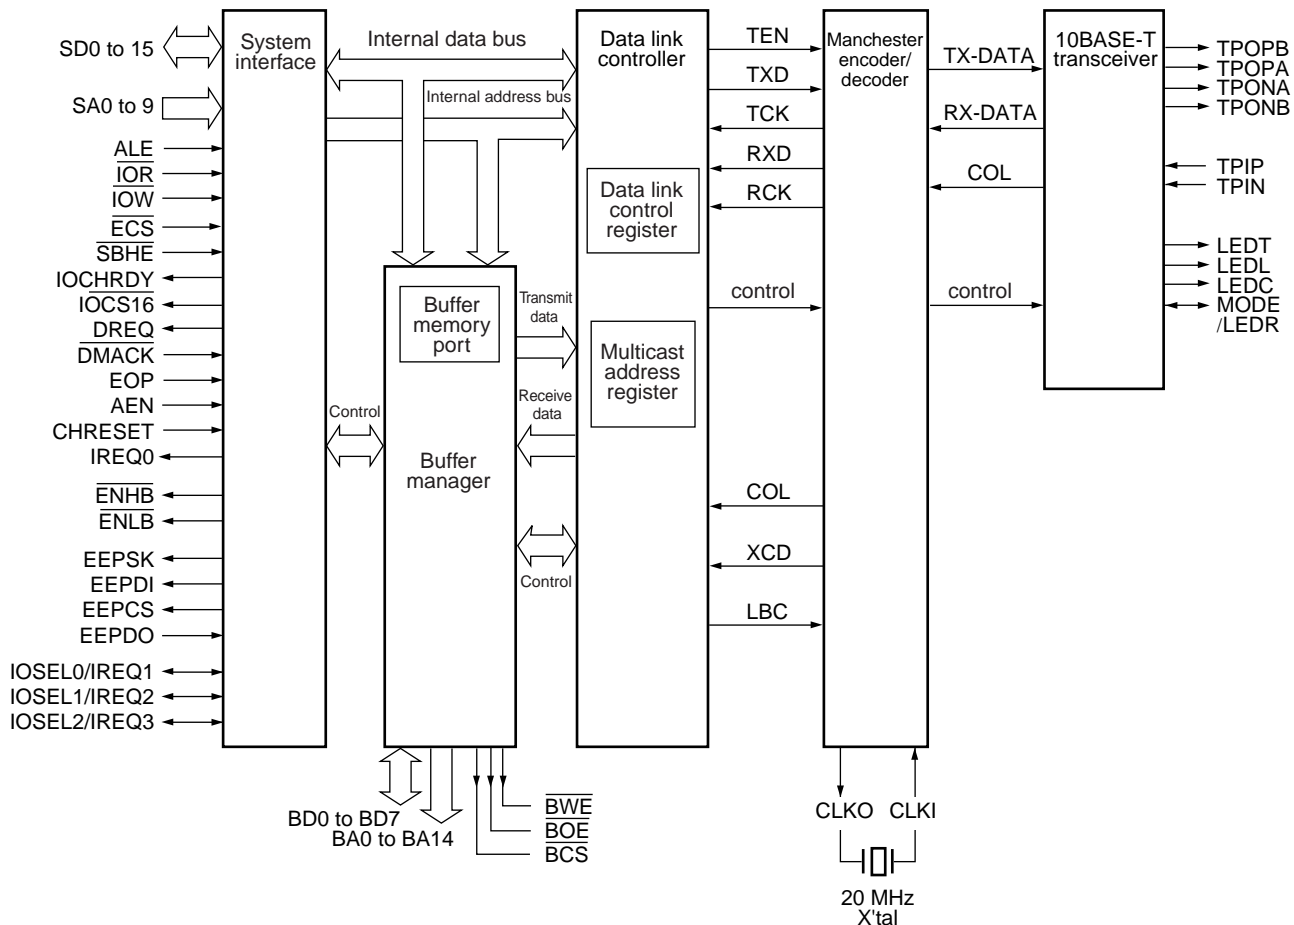 SD0 to 15
SA0 to 9
ALE
IOR
IOW
ECS
SBHE
IOCHRDY
IOCS16
DREQ
DMACK
EOP
AEN
CHRESET
IREQ0
ENHB
ENLB
EEPSK
EEPDI
EEPCS
EEPDO
IOSEL0/IREQ1
IOSEL1/IREQ2
IOSEL2/IREQ3
System
interface
Internal data bus
Internal address bus
Control
Buffer
memory
port
Buffer
manager
Transmit
data
Receive
data
Control
BD0 to BD7
BA0 to BA14
BWE
BOE
BCS
Data link
controller
Data link
control
register
Multicast
address
register
TEN
TXD
TCK
RXD
RCK
control
COL
XCD
LBC
Manchester
encoder/
decoder
CLKO
CLKI
20 MHz
X'tal
TX-DATA
RX-DATA
COL
control
10BASE-T
transceiver
TPOPB
TPOPA
TPONA
TPONB
TPIP
TPIN
LEDT
LEDL
LEDC
MODE
/LEDR